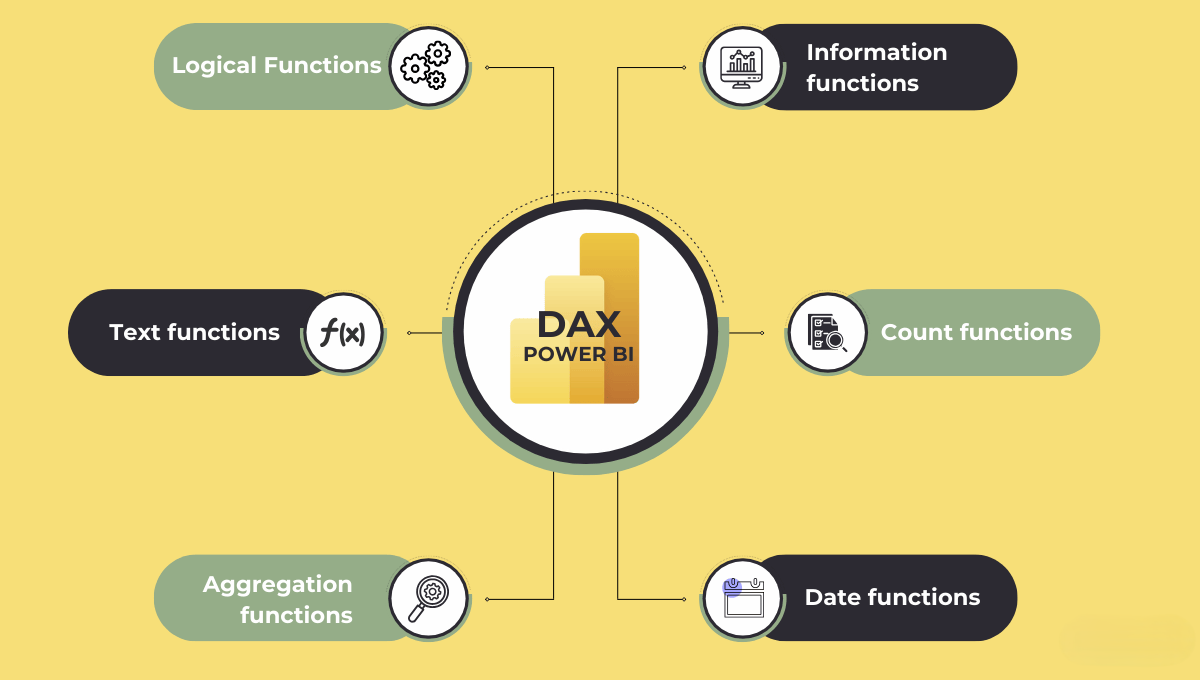 Logical Functions
Information
functions
Text functions
f(x)
DAX
POWER BI
Count functions
Aggregation
functions
Date functions